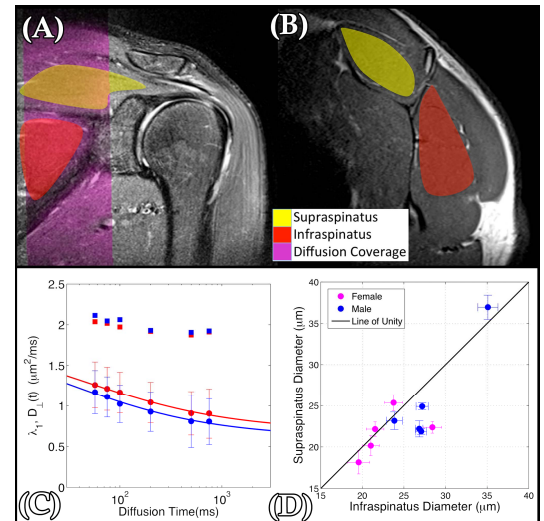 (A)
(B)
Supraspinatus
Infraspinatus
Diffusion Coverage
2.5
2
1.5
1
0.5
0
10²
10³
λ₁, D⊥(t) (μm²/ms)
Diffusion Time(ms)
(C)
Female
Male
Line of Unity
40
35
30
25
20
15
15 20 25 30 35 40
Supraspinatus Diameter (μm)
Infraspinatus Diameter (μm)
(D)